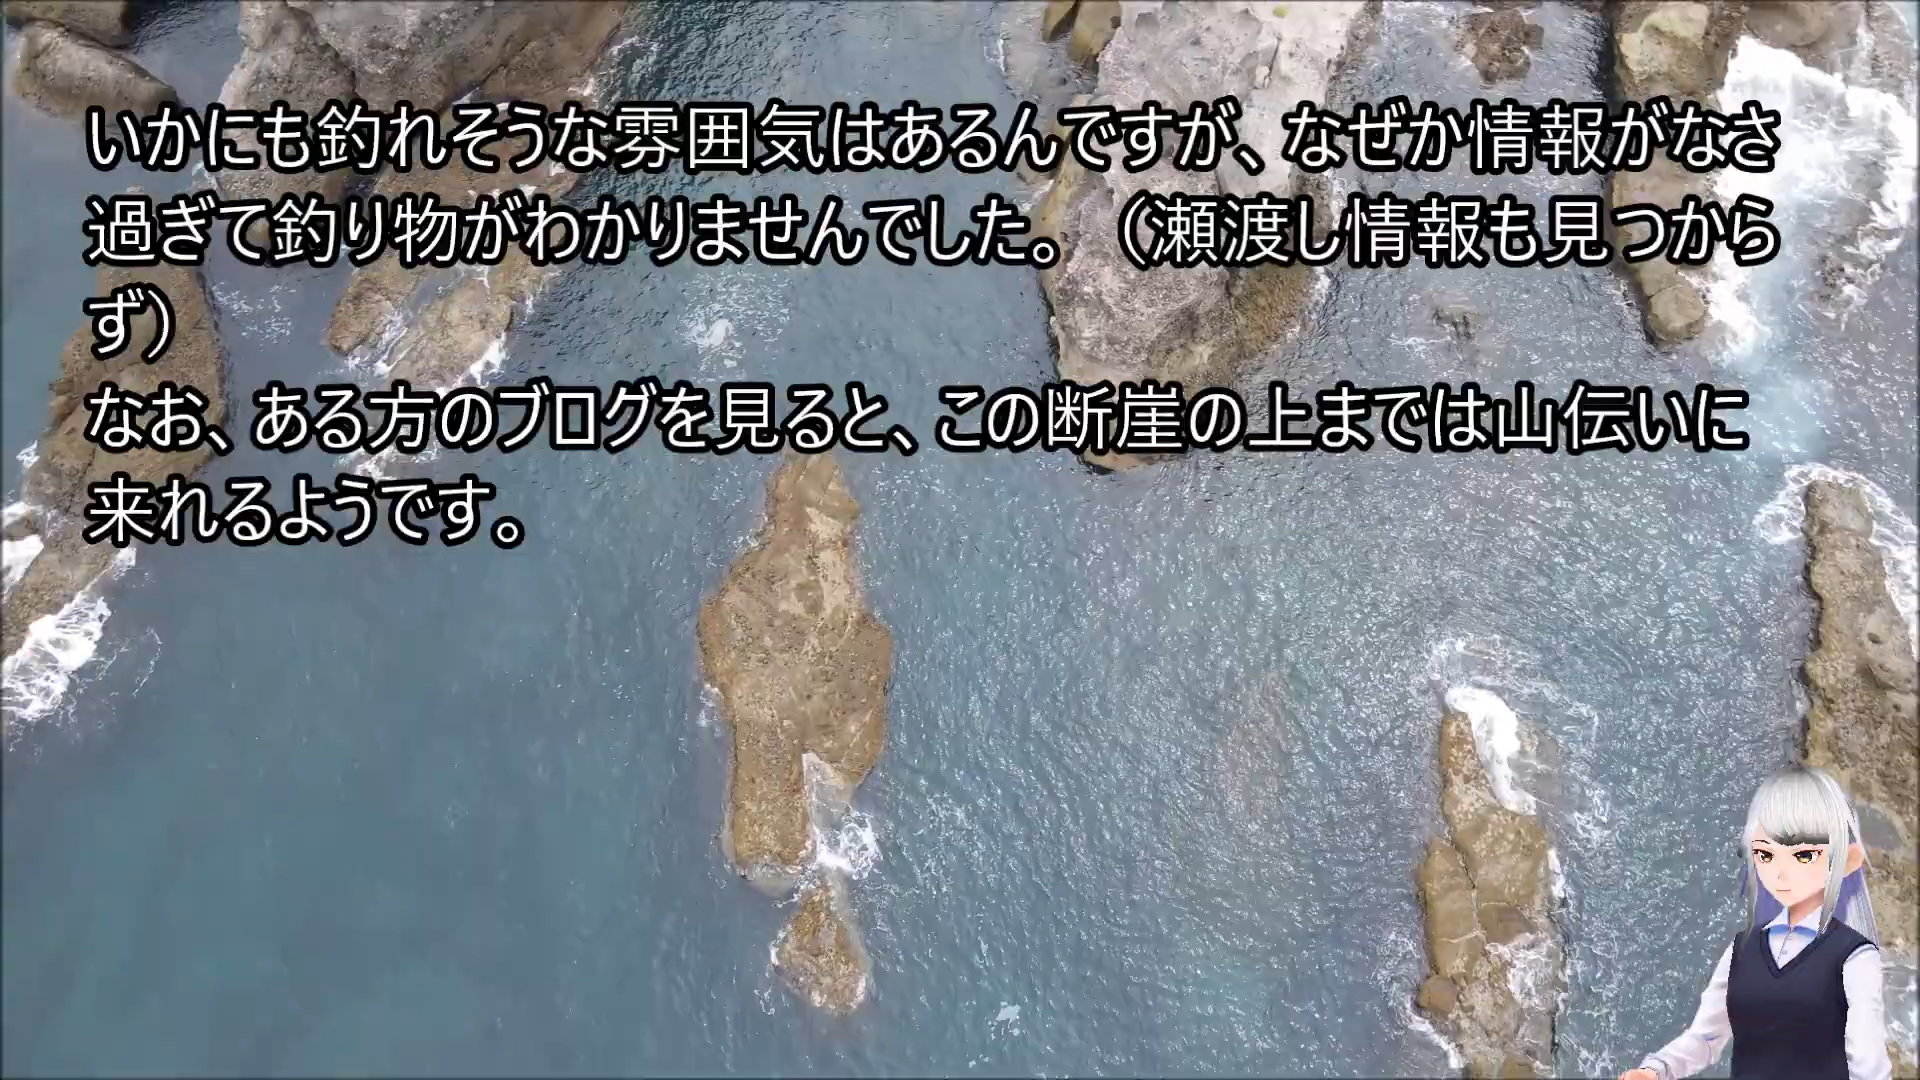 いかにも釣れそうな雰囲気はあるんですが、なぜか情報がなさ
過ぎて釣り物がわかりませんでした。（瀬渡し情報も見つから
ず）
なお、ある方のブログを見ると、この断崖の上までは山伝いに
来れるようです。